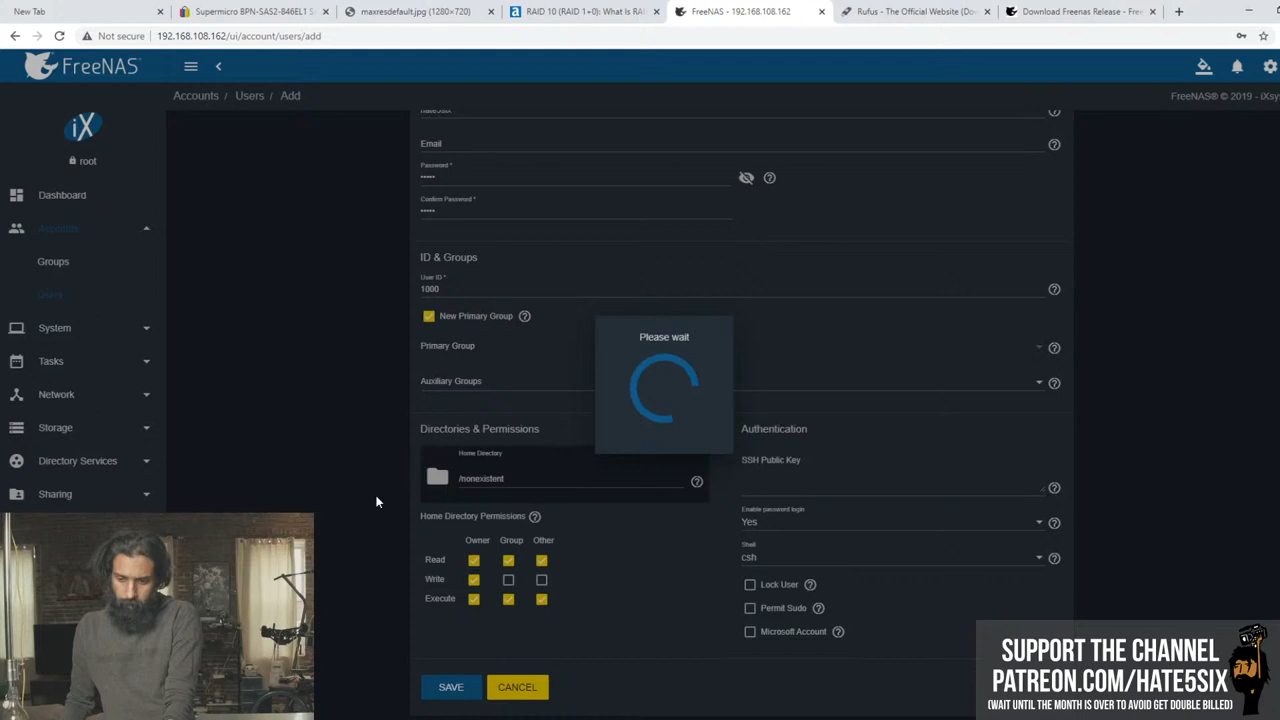 New Tab
Supermicro BPN-SAS2-846EL1 S
maxresdefault.jpg (1280×720)
RAID 10 (RAID 1+0): What Is RAI
FreeNAS - 192.168.108.162
Rufus - The Official Website (Do
Download Freenas Release - Free
Not secure
192.168.108.162/ui/account/users/add
FreeNAS
Accounts / Users / Add
FreeNAS® © 2019 - iXsy
iX
root
Dashboard
Accounts
Groups
Users
System
Tasks
Network
Storage
Directory Services
Sharing
Email
Password *
Confirm Password *
ID & Groups
User ID *
1000
New Primary Group
Primary Group
Auxiliary Groups
Please wait
Directories & Permissions
Home Directory
/nonexistent
Home Directory Permissions
Owner Group Other
Read
Write
Execute
Authentication
SSH Public Key
Enable password login
Yes
Shell
csh
Lock User
Permit Sudo
Microsoft Account
SAVE
CANCEL
SUPPORT THE CHANNEL
PATREON.COM/HATE5SIX
(WAIT UNTIL THE MONTH IS OVER TO AVOID GET DOUBLE BILLED)